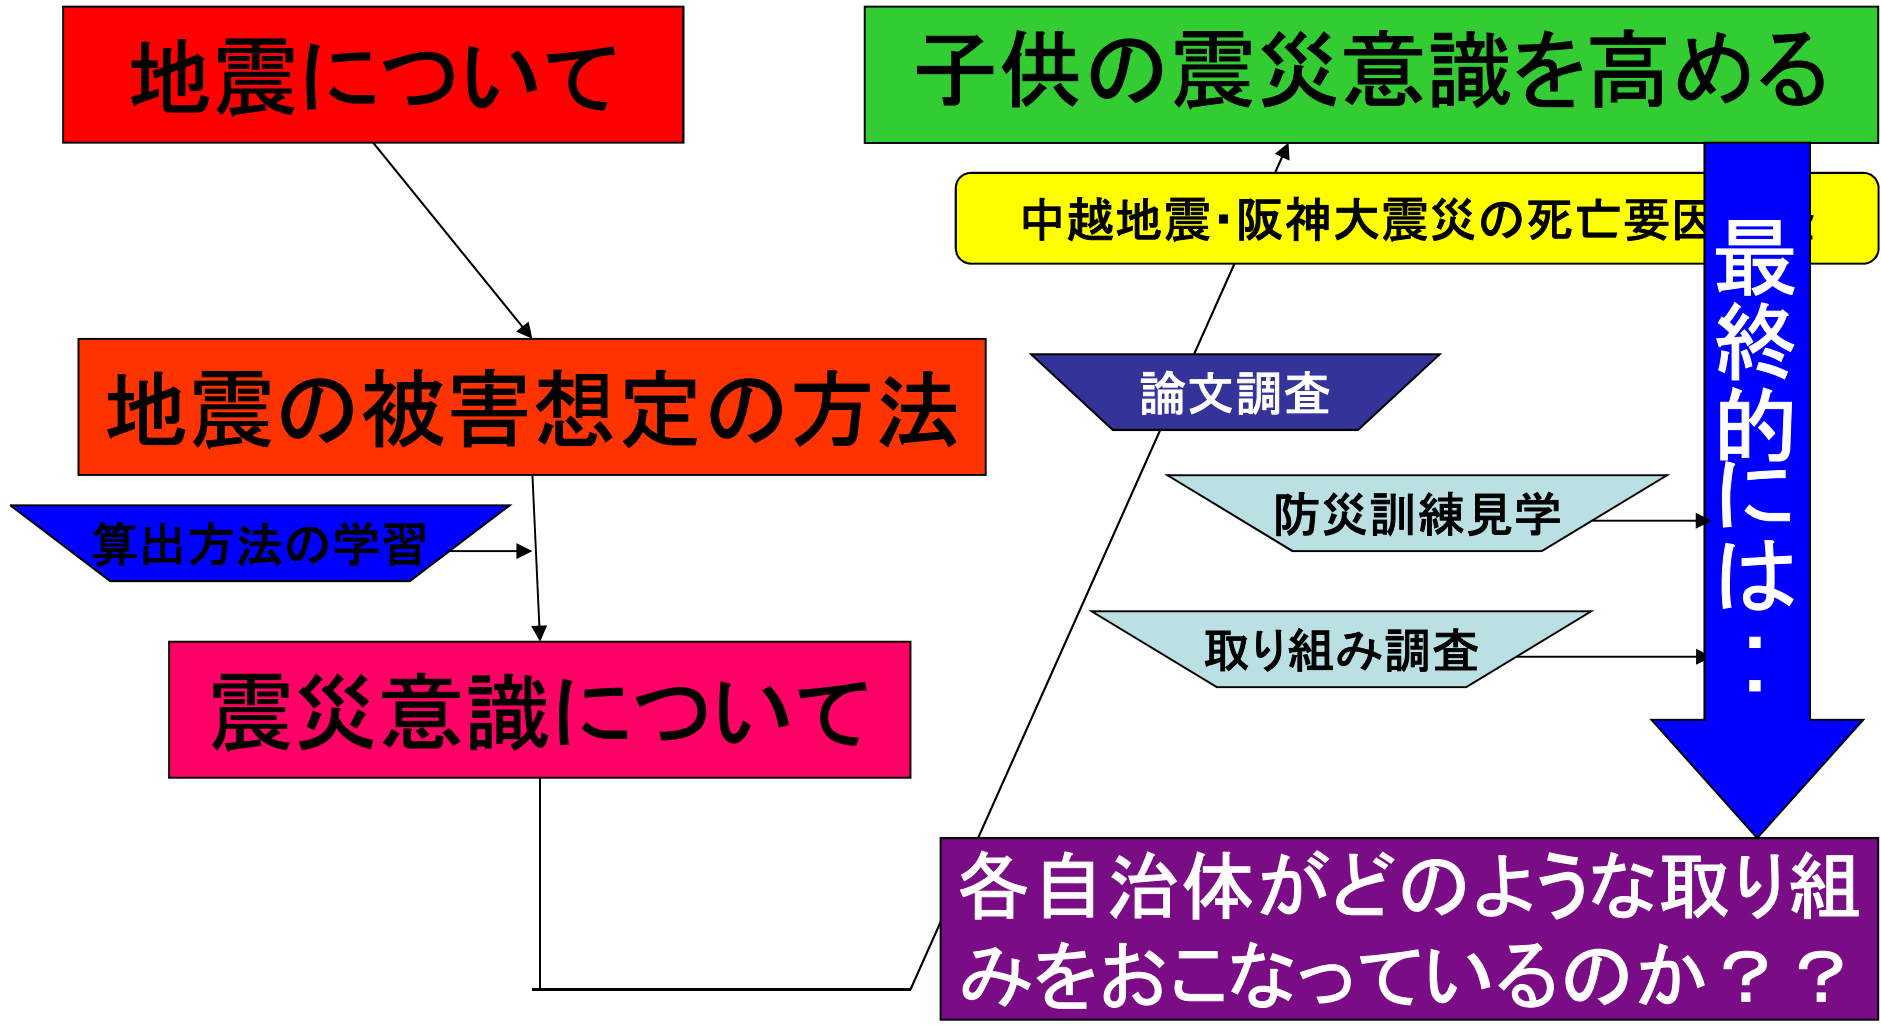 地震について
地震の被害想定の方法
算出方法の学習
震災意識について
子供の震災意識を高める
中越地震・阪神大震災の死亡要因
論文調査
防災訓練見学
取り組み調査
最終的には・・
各自治体がどのような取り組
みをおこなっているのか？？